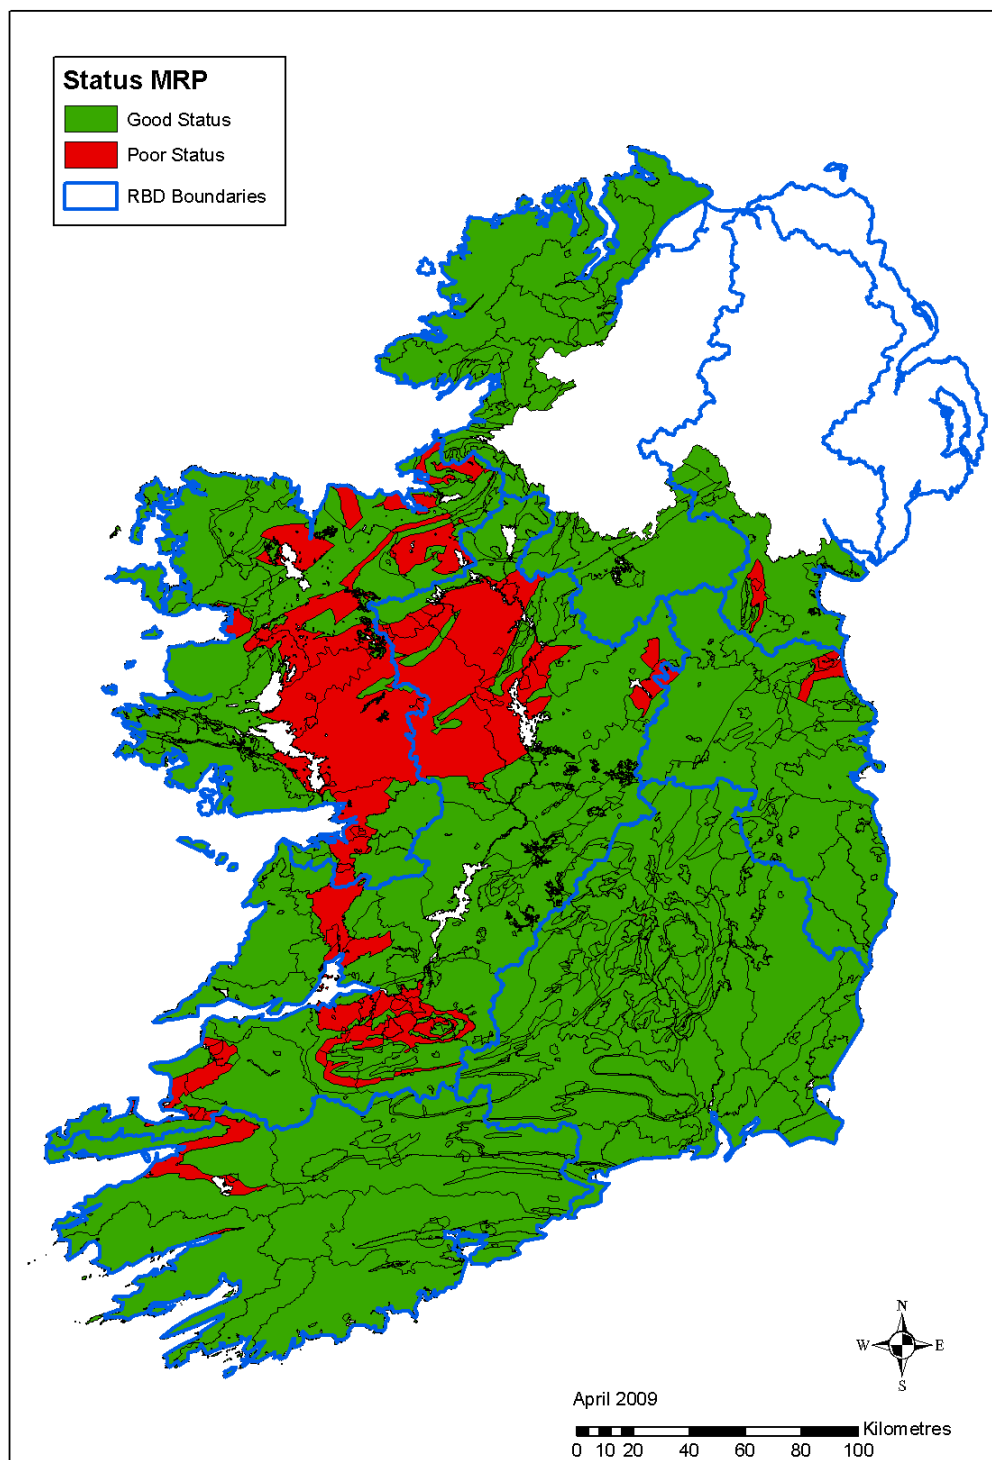 Status MRP
Good Status
Poor Status
RBD Boundaries
N
W E
S
April 2009
Kilometres
0 10 20 40 60 80 100